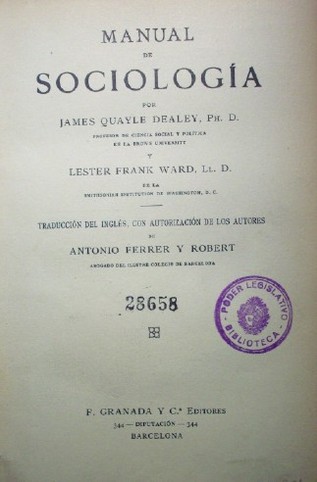 MANUAL
DE
SOCIOLOGÍA
POR
JAMES QUAYLE DEALEY, PH. D.
PROFESOR DE CIENCIA SOCIAL Y POLÍTICA
EN LA BROWN UNIVERSITY
Y
LESTER FRANK WARD, LL. D.
DE LA
SMITHSONIAN INSTITUTION DE WASHINGTON, D. C.
TRADUCCIÓN DEL INGLÉS, CON AUTORIZACIÓN DE LOS AUTORES
DE
ANTONIO FERRER Y ROBERT
ABOGADO DEL ILUSTRE COLEGIO DE BARCELONA
28658
PODER LEGISLATIVO
BIBLIOTECA
F. GRANADA Y C.ª EDITORES
344 — DIPUTACIÓN — 344
BARCELONA